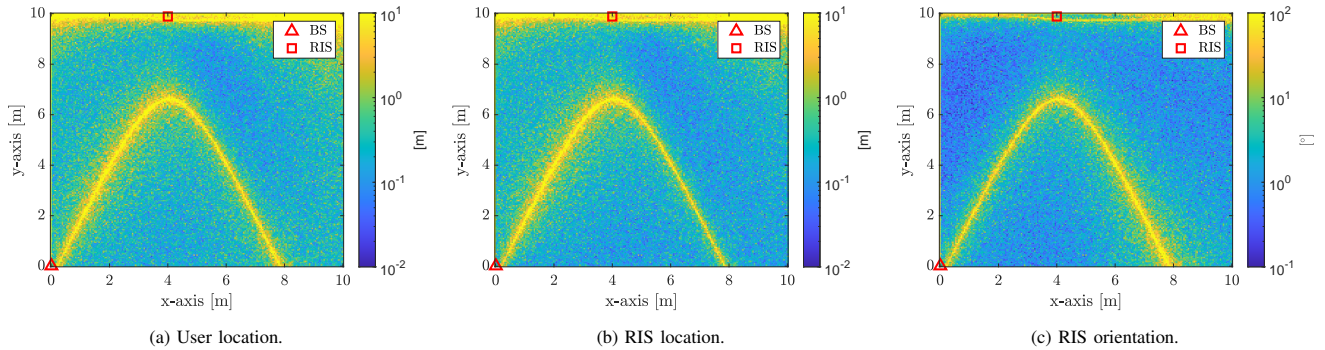 10
8
6
4
2
0
y-axis [m]
0 2 4 6 8 10
x-axis [m]
BS
RIS
10^1
10^0
10^-1
10^-2
[m]
(a) User location.
10
8
6
4
2
0
y-axis [m]
0 2 4 6 8 10
x-axis [m]
BS
RIS
10^1
10^0
10^-1
10^-2
[m]
(b) RIS location.
10
8
6
4
2
0
y-axis [m]
0 2 4 6 8 10
x-axis [m]
BS
RIS
10^2
10^1
10^0
10^-1
[°]
(c) RIS orientation.